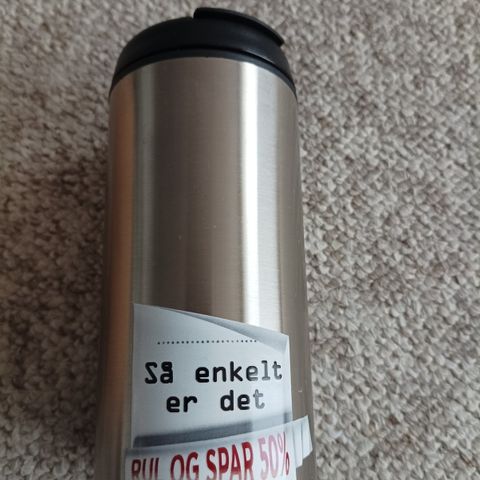 Så enkelt
er det
RUL OG SPAR 50%